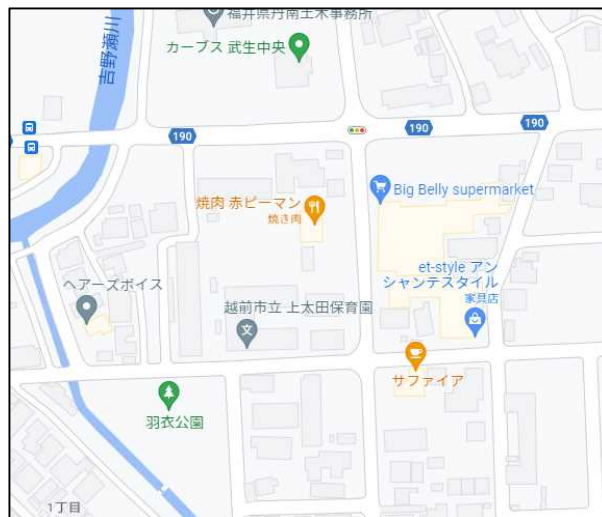 福井県丹南土木事務所
カーブス 武生中央
吉野瀬川
190
190
190
焼肉 赤ピーマン
焼き肉
Big Belly supermarket
et-style アン
シャンテスタイル
家具店
ヘアーズボイス
越前市立 上太田保育園
文
サファイア
羽衣公園
1丁目